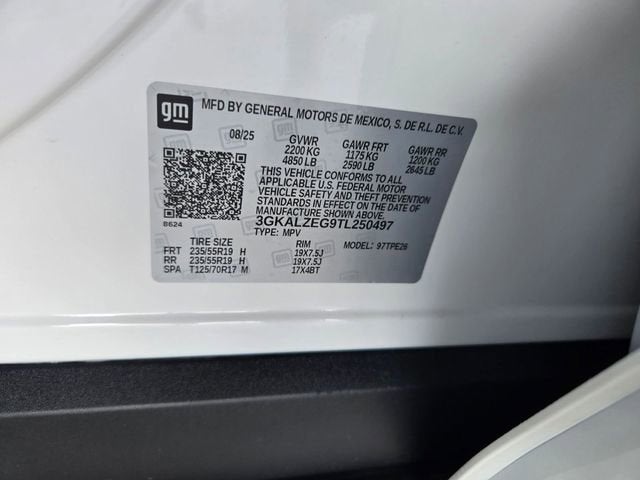 gm MFD BY GENERAL MOTORS DE MEXICO, S. DE R.L. DE C.V.
08/25 GVWR GAWR FRT GAWR RR
2200 KG 1175 KG 1200 KG
4850 LB 2590 LB 2645 LB
THIS VEHICLE CONFORMS TO ALL
APPLICABLE U.S. FEDERAL MOTOR
VEHICLE SAFETY AND THEFT PREVENTION
STANDARDS IN EFFECT ON THE DATE OF
MANUFACTURE SHOWN ABOVE.
3GKALZEG9TL250497
B624
TYPE: MPV MODEL: 97TPE26
TIRE SIZE RIM
FRT 235/55R19 H 19X7.5J
RR 235/55R19 H 19X7.5J
SPA T125/70R17 M 17X4BT